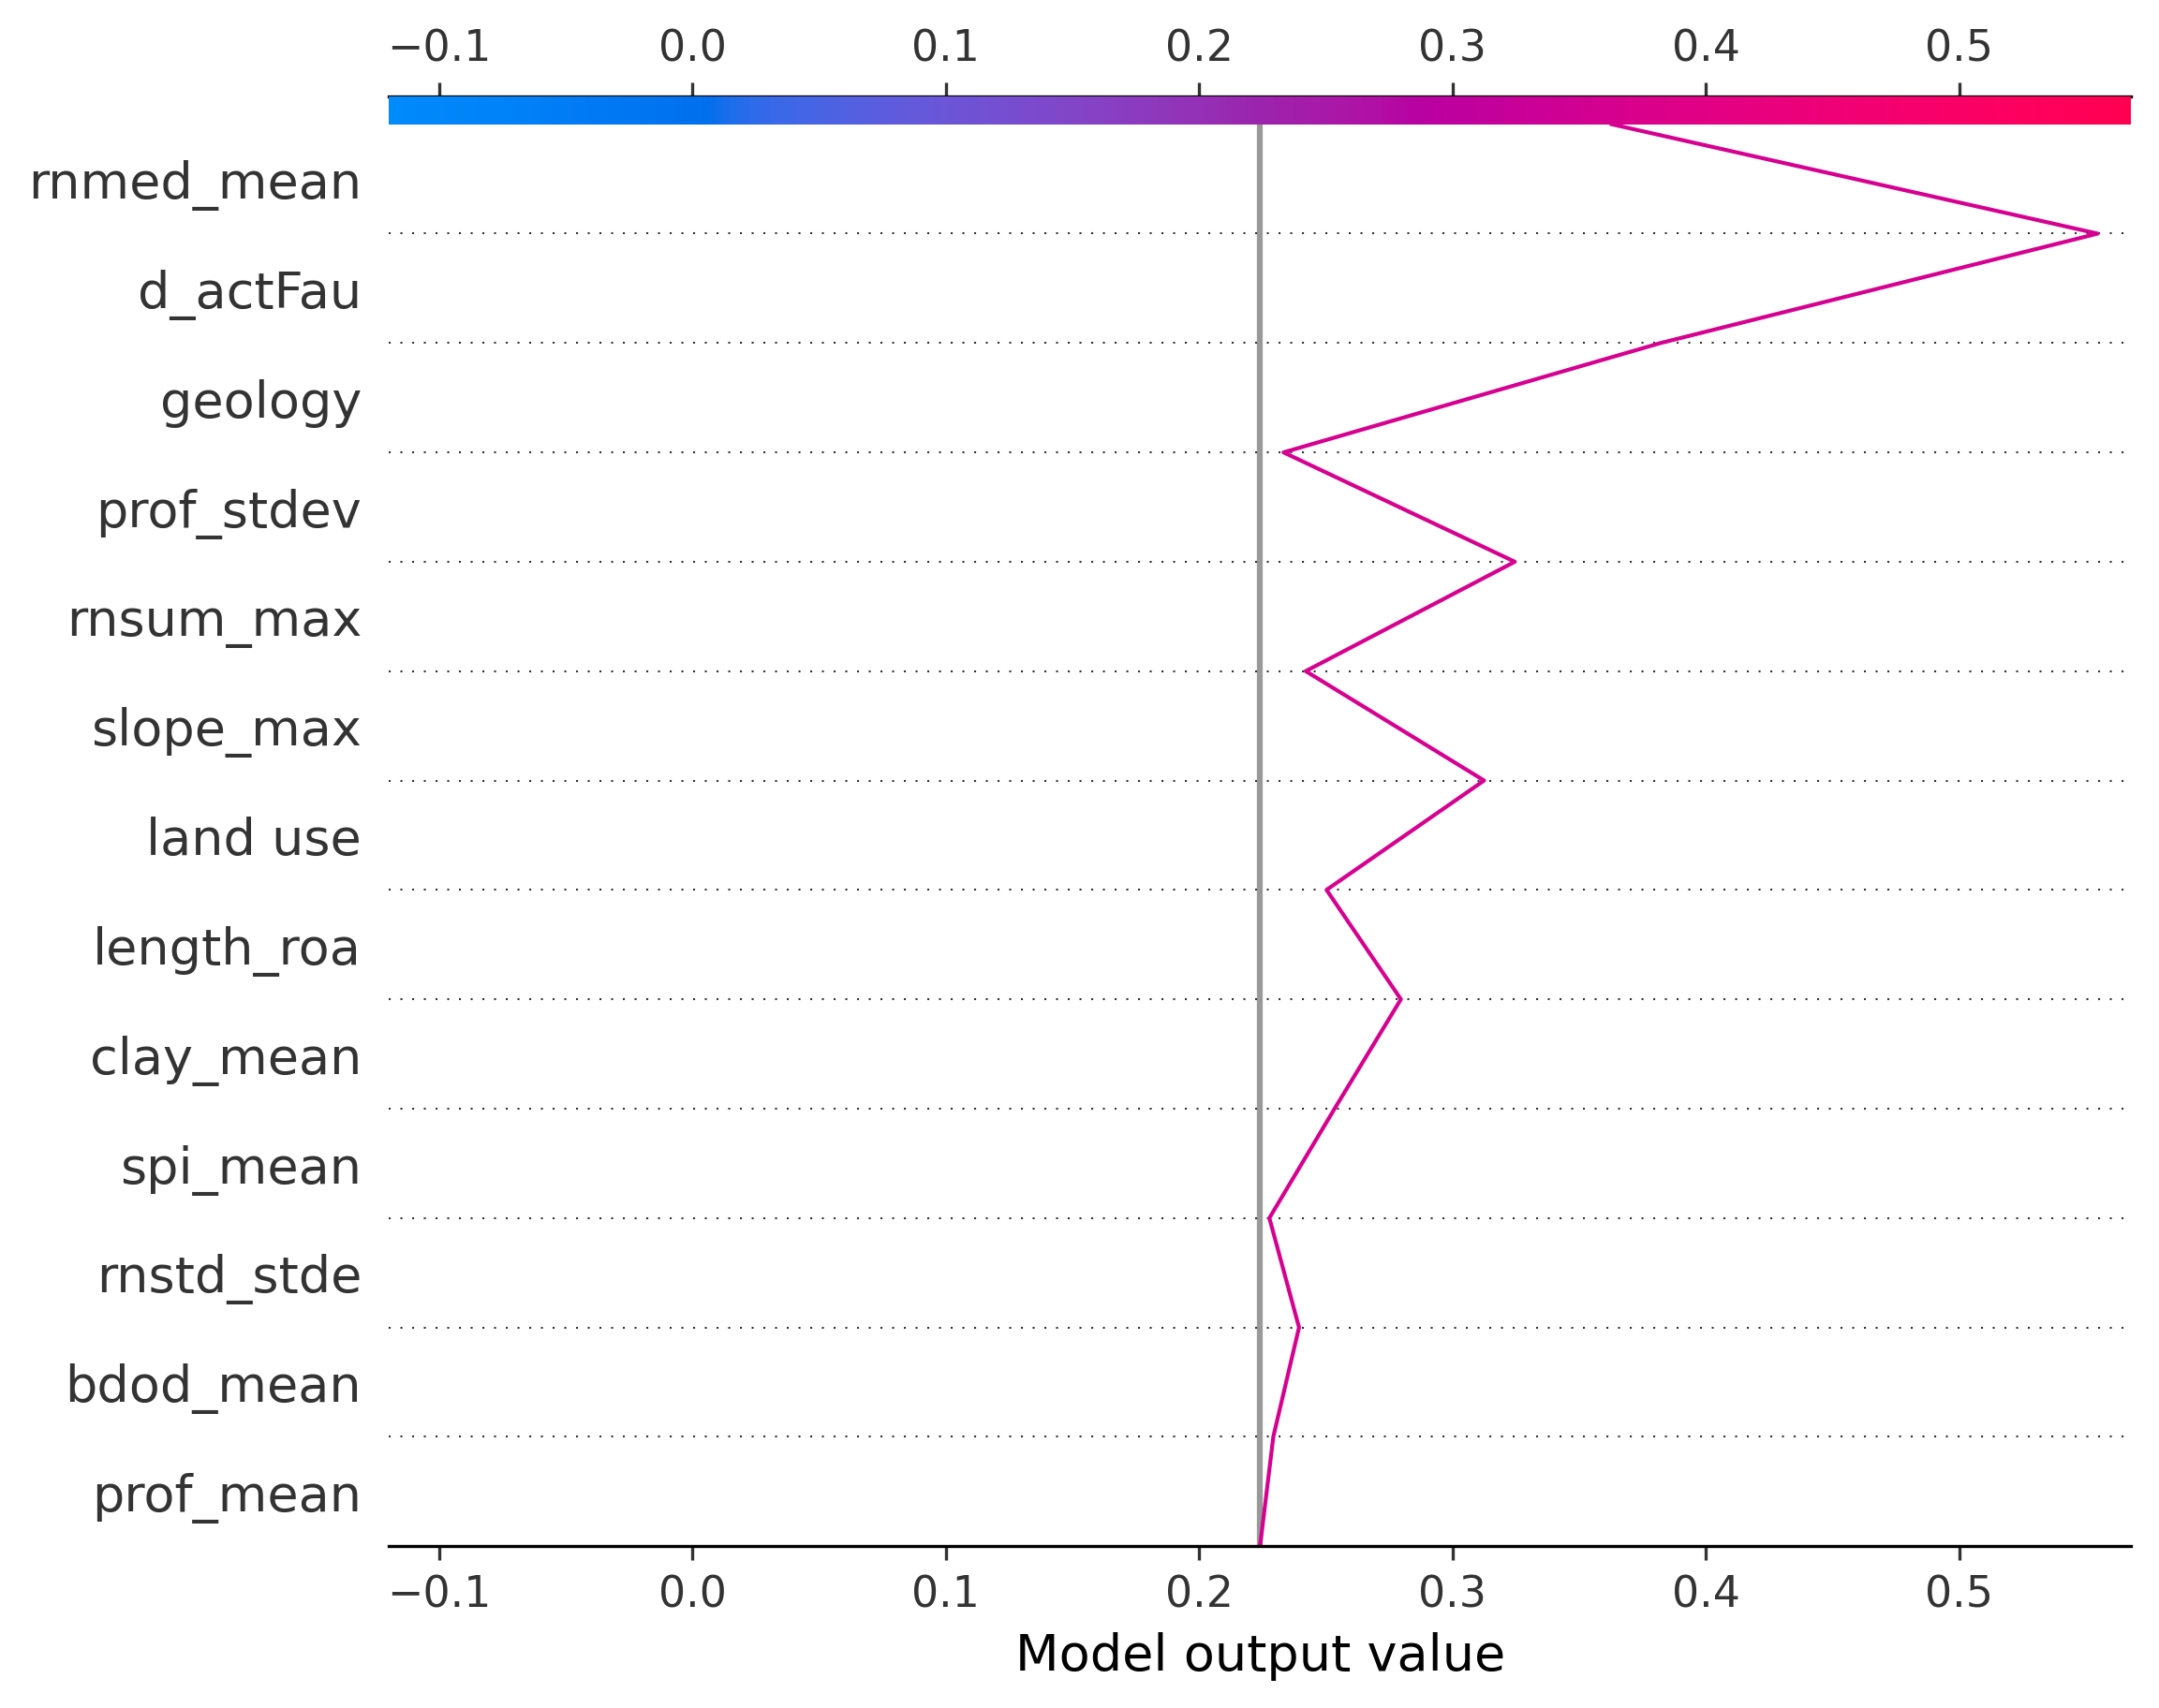 −0.1 0.0 0.1 0.2 0.3 0.4 0.5
rnmed_mean
d_actFau
geology
prof_stdev
rnsum_max
slope_max
land use
length_roa
clay_mean
spi_mean
rnstd_stde
bdod_mean
prof_mean
−0.1 0.0 0.1 0.2 0.3 0.4 0.5
Model output value